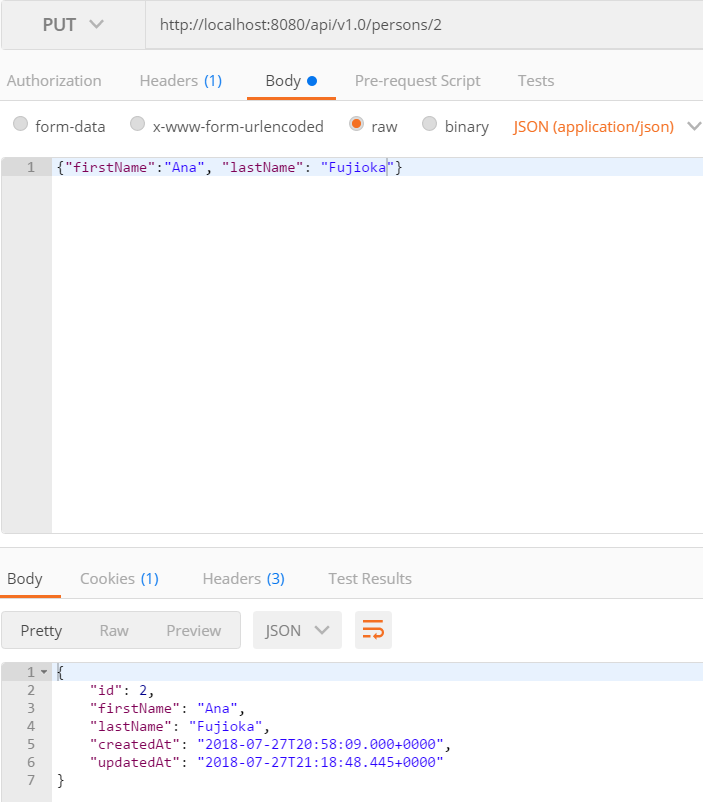 PUT http://localhost:8080/api/v1.0/persons/2
Authorization Headers (1) Body Pre-request Script Tests
form-data x-www-form-urlencoded raw binary JSON (application/json)
1 {"firstName":"Ana", "lastName": "Fujioka"}
Body Cookies (1) Headers (3) Test Results
Pretty Raw Preview JSON
1 {
2 "id": 2,
3 "firstName": "Ana",
4 "lastName": "Fujioka",
5 "createdAt": "2018-07-27T20:58:09.000+0000",
6 "updatedAt": "2018-07-27T21:18:48.445+0000"
7 }